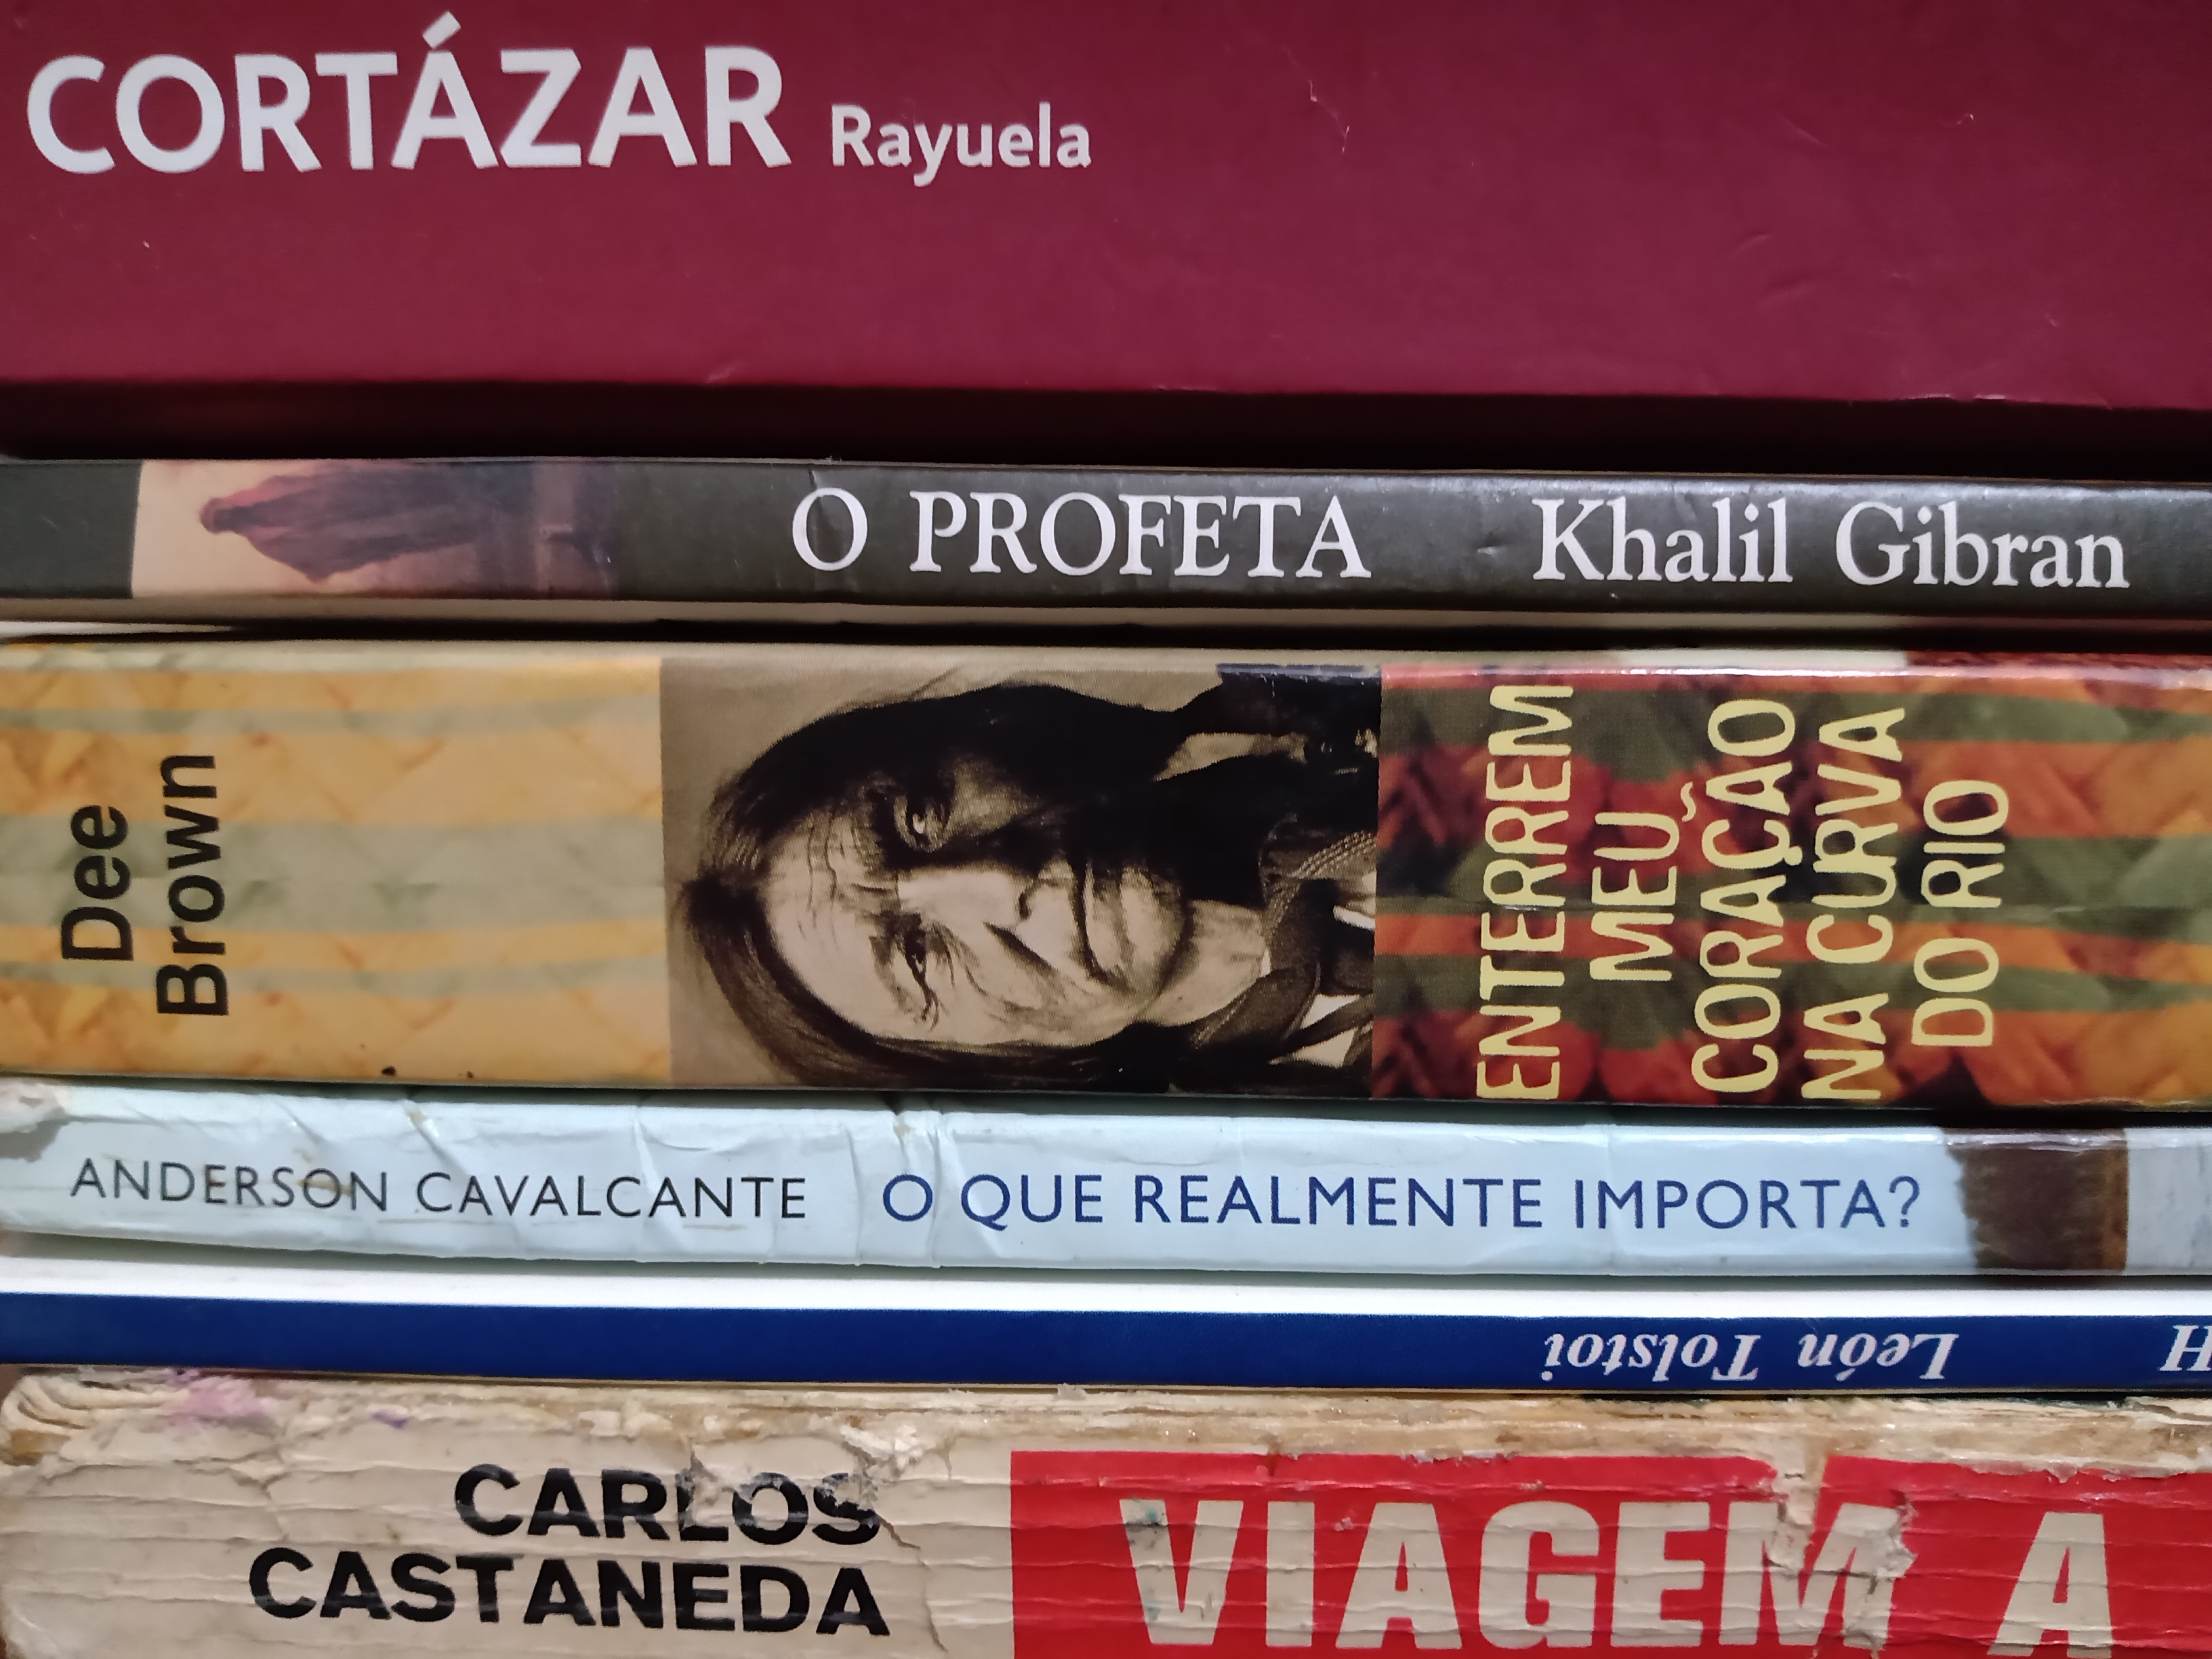 CORTÁZAR Rayuela
O PROFETA Khalil Gibran
Dee
Brown
ENTERREM
MEU
CORAÇÃO
NA CURVA
DO RIO
ANDERSON CAVALCANTE O QUE REALMENTE IMPORTA?
León Tolstoi
CARLOS
CASTANEDA
VIAGEM A